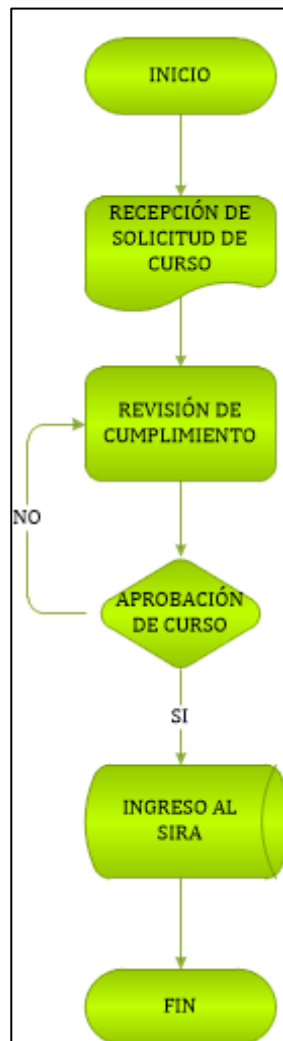 INICIO
RECEPCIÓN DE
SOLICITUD DE
CURSO
REVISIÓN DE
CUMPLIMIENTO
NO
APROBACIÓN
DE CURSO
SI
INGRESO AL
SIRA
FIN